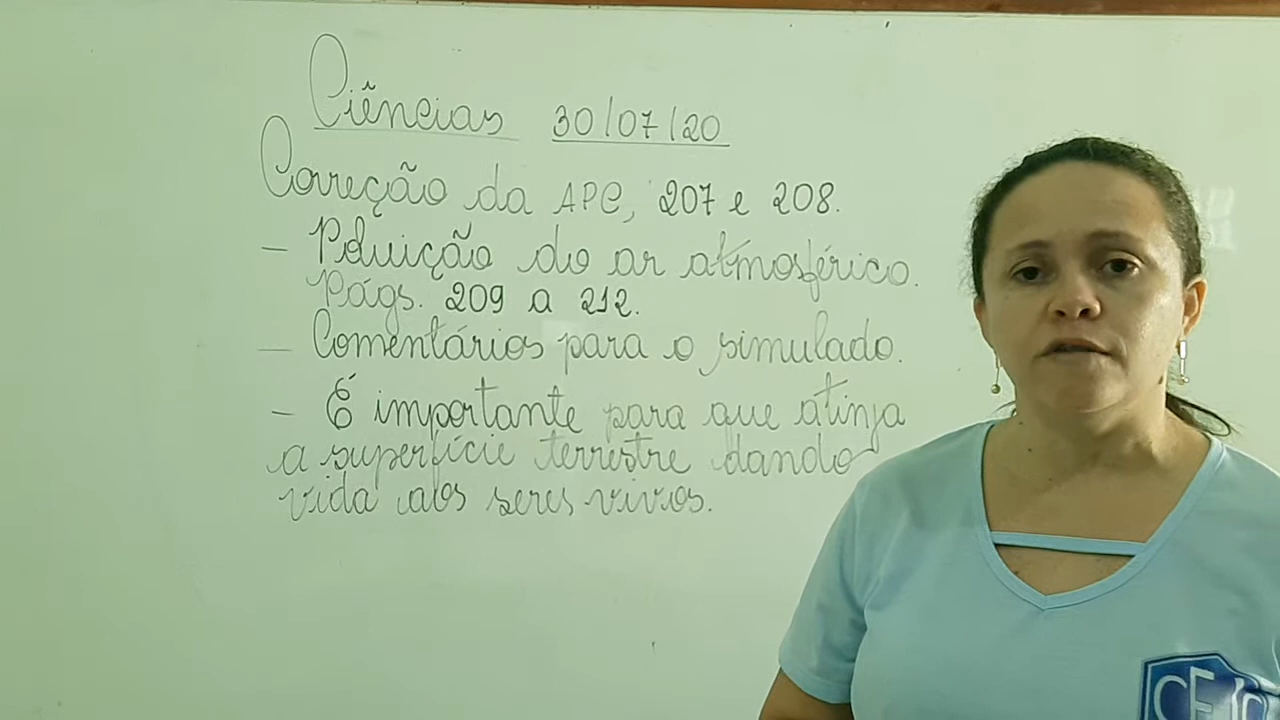 Ciências 30/07/20
Correção da APC, 207 e 208.
- Poluição do ar atmosférico.
Págs. 209 a 212.
- Comentários para o simulado.
- É importante para que atinja
a superfície terrestre dando
vida aos seres vivos.